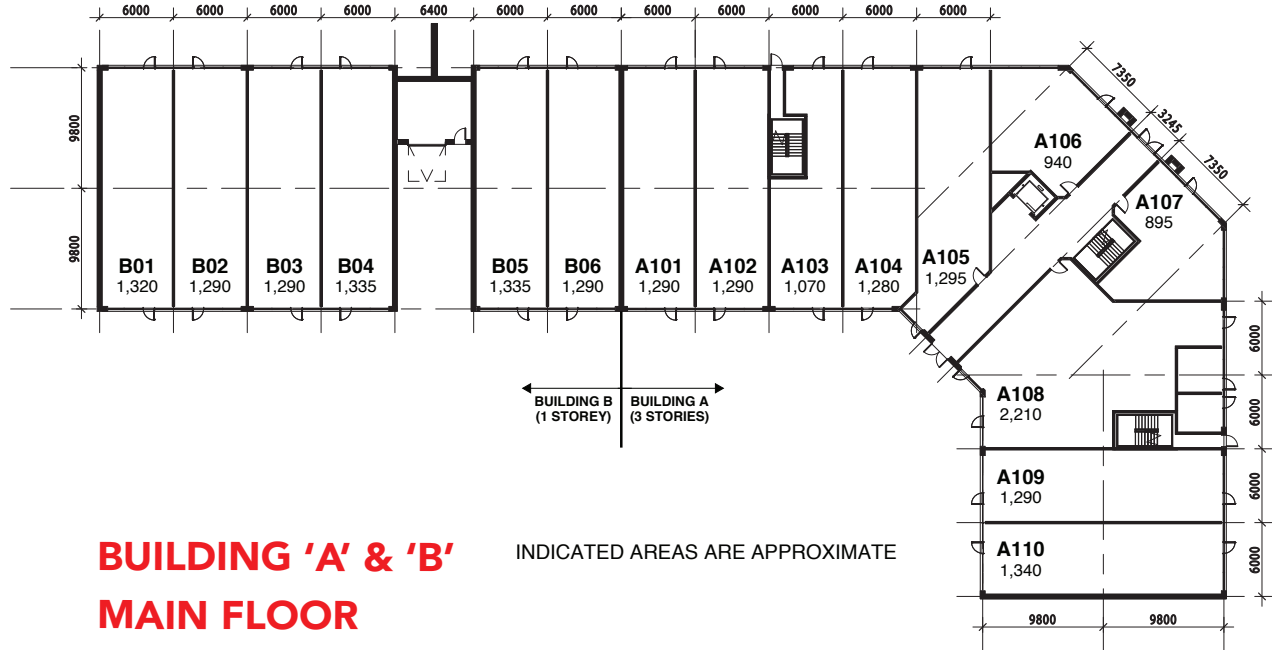 6000 6000 6000 6000 6400 6000 6000 6000 6000 6000 6000 6000
7350
3245
7350
9800
9800
A106
940
A107
895
B01
1,320
B02
1,290
B03
1,290
B04
1,335
B05
1,335
B06
1,290
A101
1,290
A102
1,290
A103
1,070
A104
1,280
A105
1,295
6000
6000
6000
6000
BUILDING B
(1 STOREY)
BUILDING A
(3 STORIES)
A108
2,210
A109
1,290
A110
1,340
9800 9800
BUILDING ‘A’ & ‘B’
MAIN FLOOR
INDICATED AREAS ARE APPROXIMATE